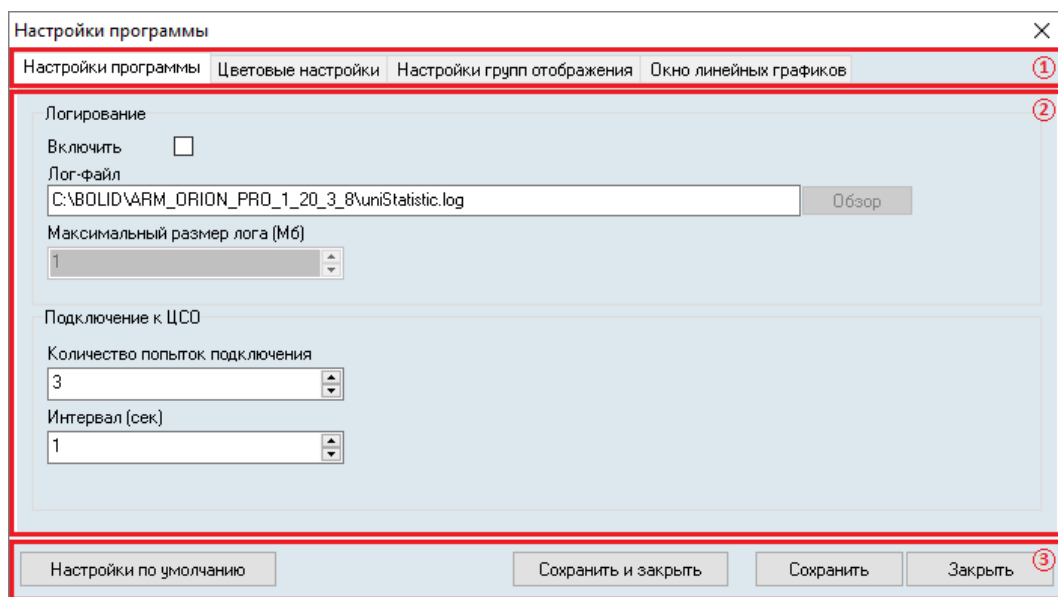 Настройки программы
Настройки программы Цветовые настройки Настройки групп отображения Окно линейных графиков 1
2
Логирование
Включить
Лог-файл
C:\BOLID\ARM_ORION_PRO_1_20_3_8\uniStatistic.log Обзор
Максимальный размер лога (Мб)
1
Подключение к ЦСО
Количество попыток подключения
3
Интервал (сек)
1
3
Настройки по умолчанию Сохранить и закрыть Сохранить Закрыть